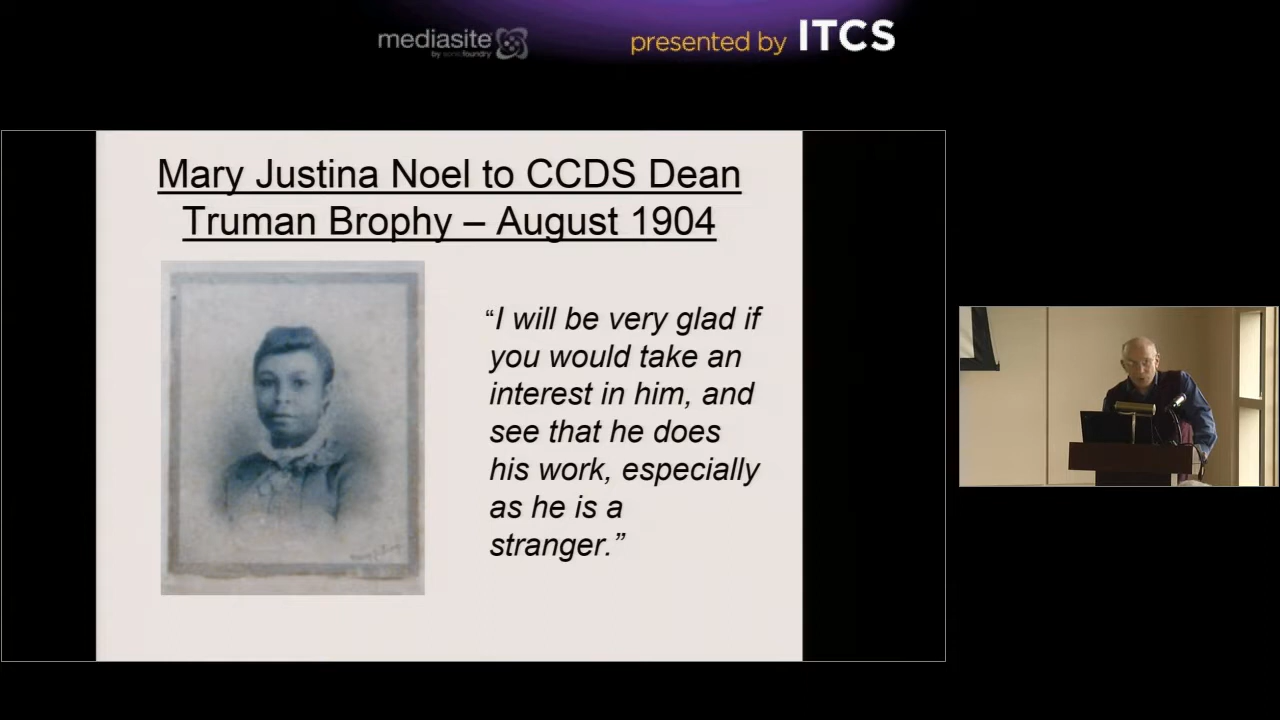 mediasite
by sonicfoundry
presented by ITCS
Mary Justina Noel to CCDS Dean
Truman Brophy – August 1904
“I will be very glad if
you would take an
interest in him, and
see that he does
his work, especially
as he is a
stranger.”